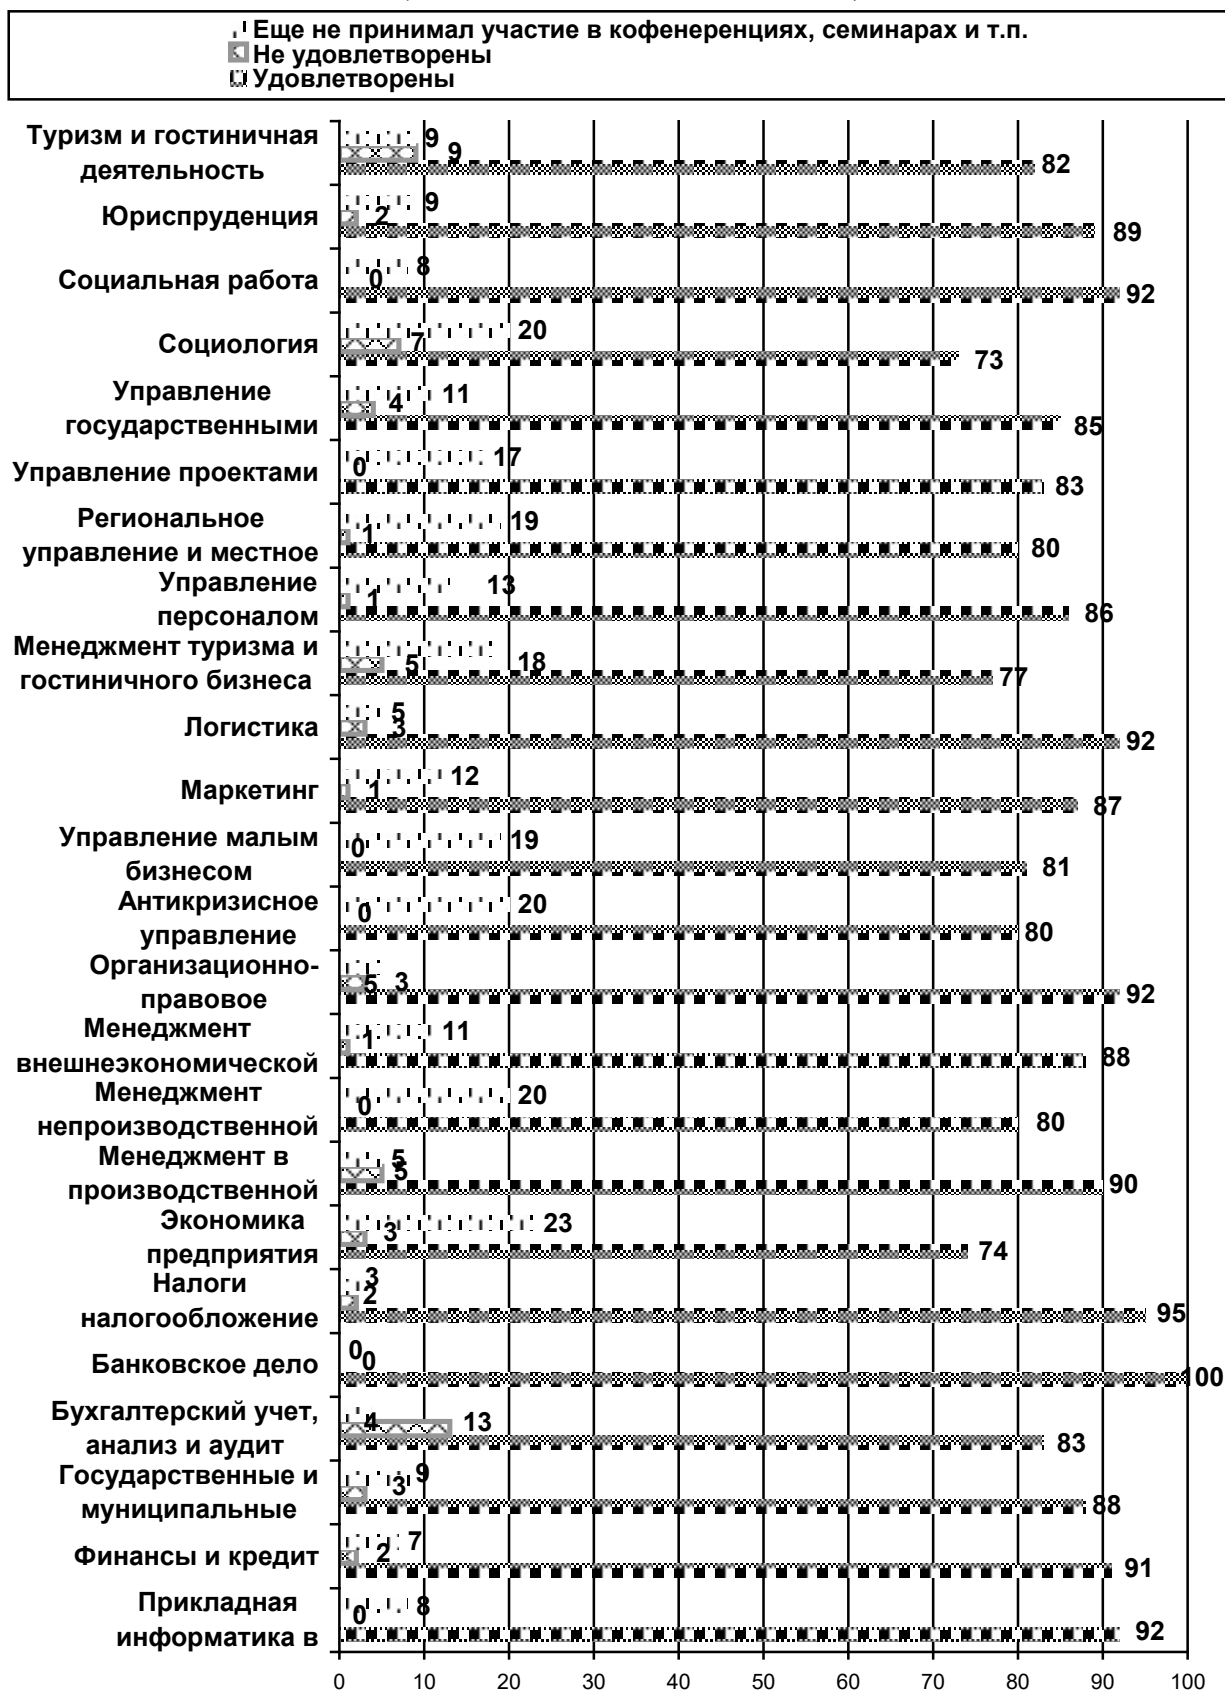 Еще не принимал участие в кофенеренциях, семинарах и т.п.
Не удовлетворены
Удовлетворены
Туризм и гостиничная
деятельность
9
9
82
Юриспруденция
9
2
89
Социальная работа
8
0
92
Социология
20
7
73
Управление
государственными
11
4
85
Управление проектами
17
0
83
Региональное
управление и местное
19
1
80
Управление
персоналом
13
1
86
Менеджмент туризма и
гостиничного бизнеса
18
5
77
Логистика
5
3
92
Маркетинг
12
1
87
Управление малым
бизнесом
19
0
81
Антикризисное
управление
20
0
80
Организационно-
правовое
5
3
92
Менеджмент
внешнеэкономической
11
1
88
Менеджмент
непроизводственной
20
0
80
Менеджмент в
производственной
5
5
90
Экономика
предприятия
23
3
74
Налоги
налогообложение
3
2
95
Банковское дело
0
0
100
Бухгалтерский учет,
анализ и аудит
4
13
83
Государственные и
муниципальные
9
3
88
Финансы и кредит
7
2
91
Прикладная
информатика в
8
0
92
0 10 20 30 40 50 60 70 80 90 100